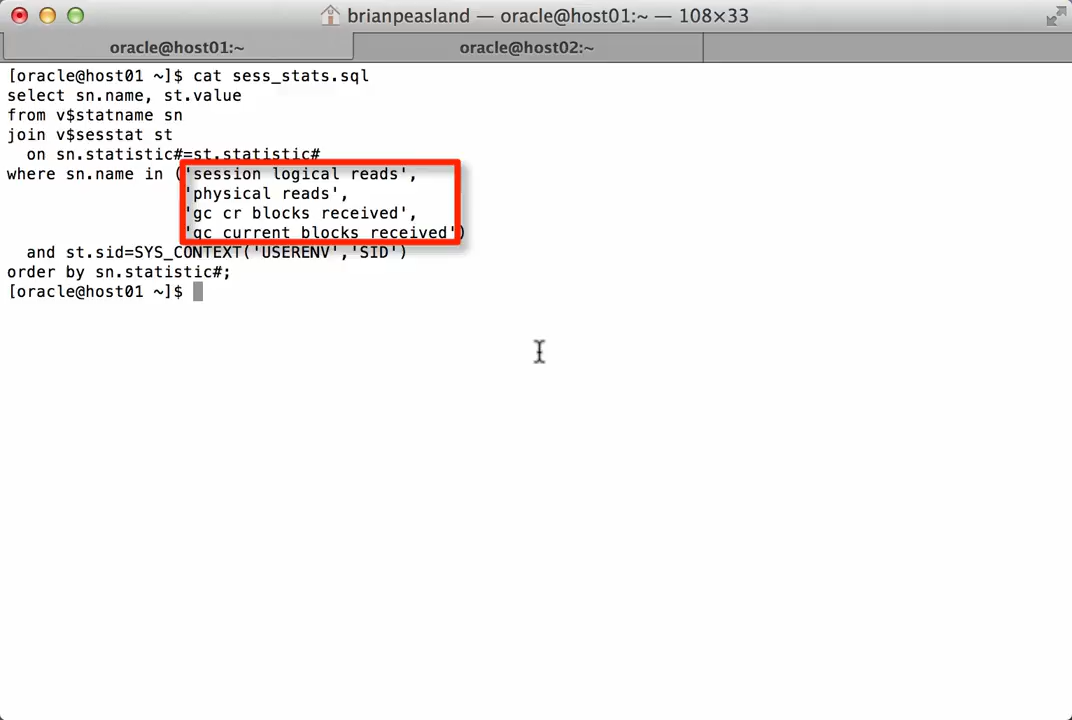 brianpeasland — oracle@host01:~ — 108×33
oracle@host01:~ oracle@host02:~
[oracle@host01 ~]$ cat sess_stats.sql
select sn.name, st.value
from v$statname sn
join v$sesstat st
  on sn.statistic#=st.statistic#
where sn.name in ('session logical reads',
                  'physical reads',
                  'gc cr blocks received',
                  'gc current blocks received')
  and st.sid=SYS_CONTEXT('USERENV','SID')
order by sn.statistic#;
[oracle@host01 ~]$